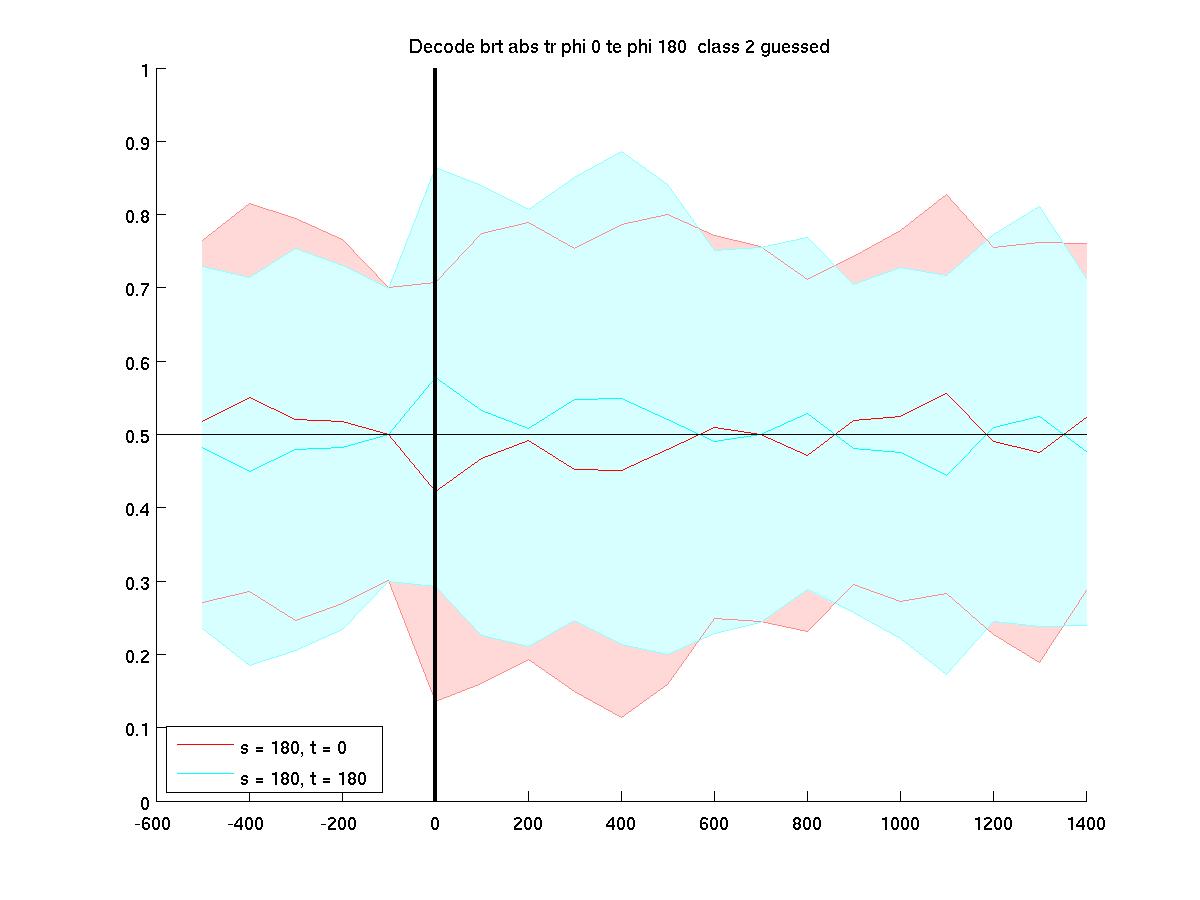 Decode brt abs tr phi 0 te phi 180  class 2 guessed
1
0.9
0.8
0.7
0.6
0.5
0.4
0.3
0.2
0.1
0
s = 180, t = 0
s = 180, t = 180
-600 -400 -200 0 200 400 600 800 1000 1200 1400